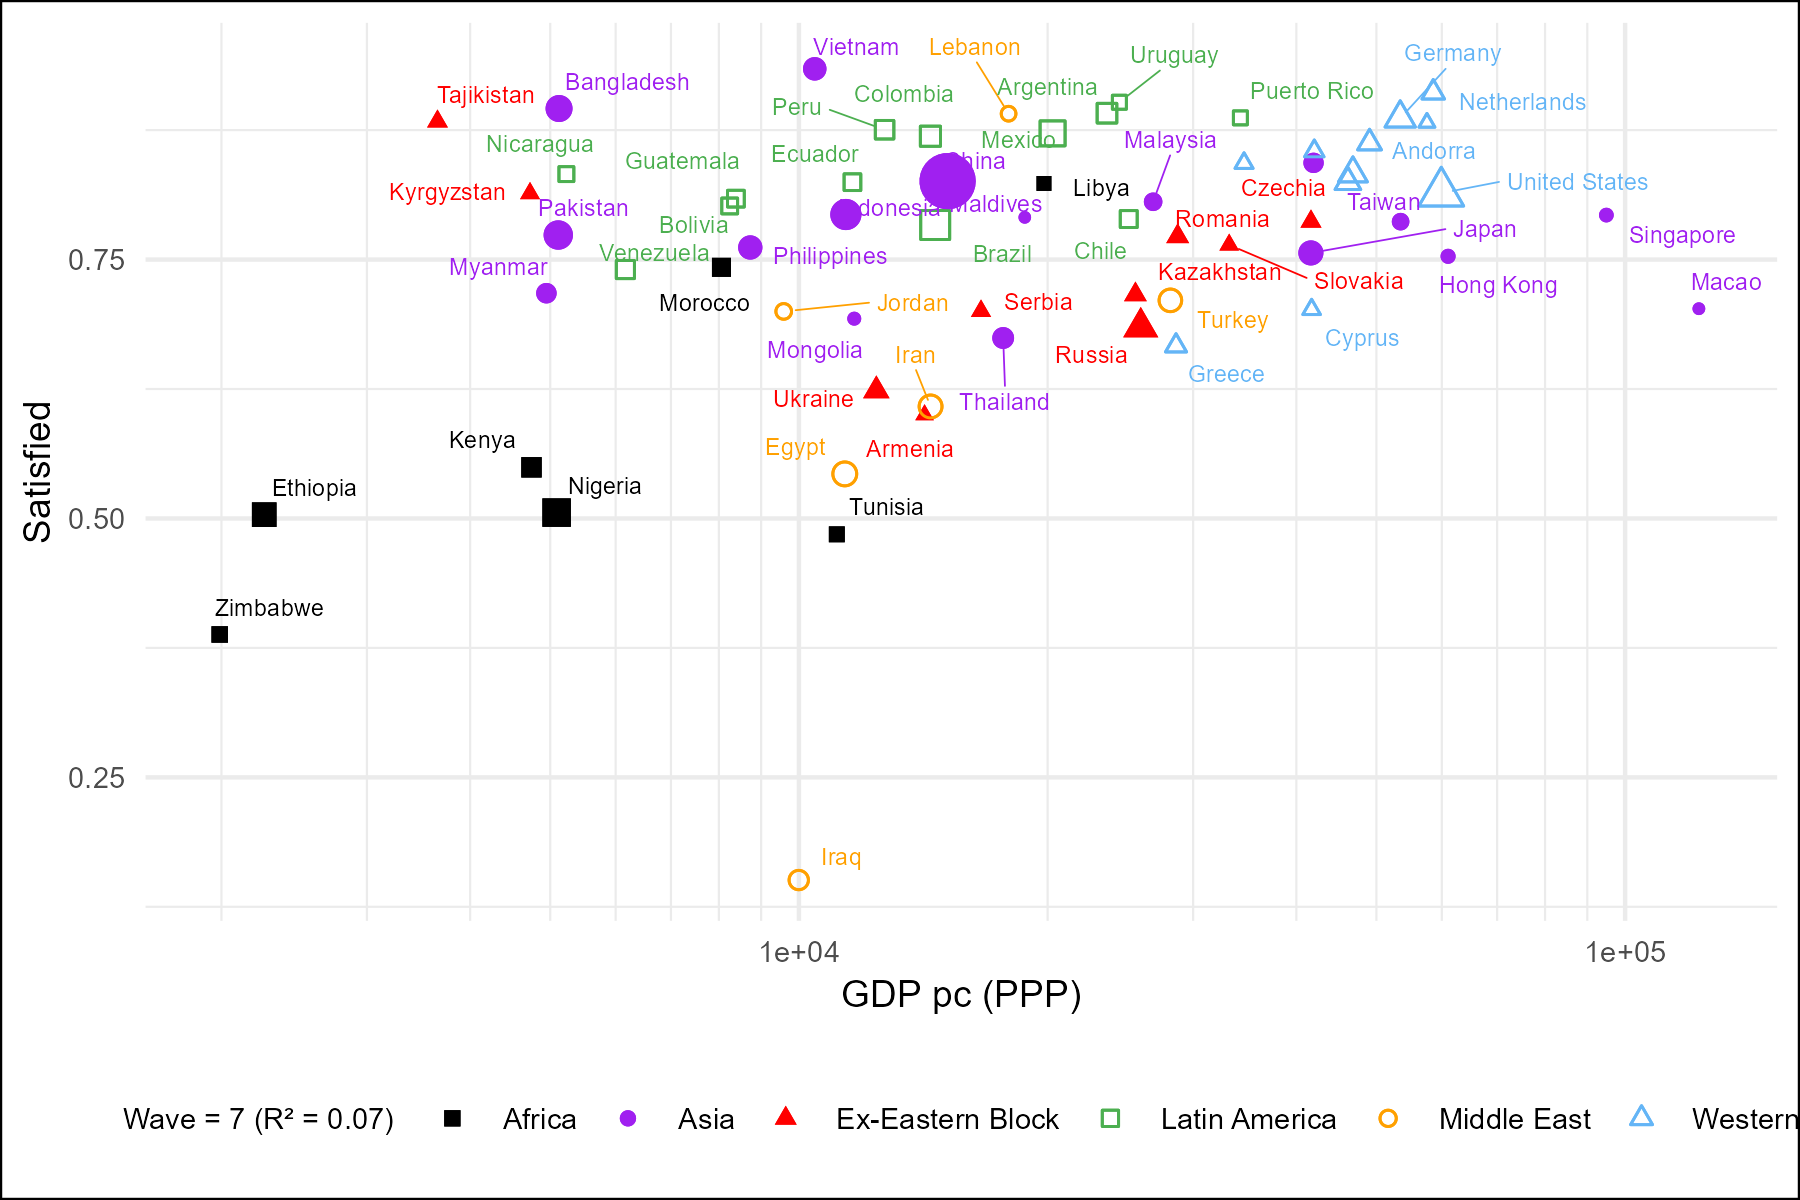 Vietnam
Lebanon
Uruguay
Germany
Bangladesh
Tajikistan
Peru
Colombia
Argentina
Puerto Rico
Netherlands
Nicaragua
Guatemala
Ecuador
Mexico
Malaysia
Andorra
Kyrgyzstan
Libya
Czechia
United States
Pakistan
Maldives
Taiwan
Bolivia
Romania
Japan
Singapore
Venezuela
Philippines
Brazil
Chile
0.75
Myanmar
Kazakhstan
Slovakia
Hong Kong
Macao
Morocco
Jordan
Serbia
Turkey
Cyprus
Mongolia
Iran
Russia
Greece
Ukraine
Thailand
Kenya
Egypt
Armenia
Ethiopia
Nigeria
Tunisia
Satisfied
0.50
Zimbabwe
0.25
Iraq
1e+04
1e+05
GDP pc (PPP)
Wave = 7 (R² = 0.07) Africa Asia Ex-Eastern Block Latin America Middle East Western